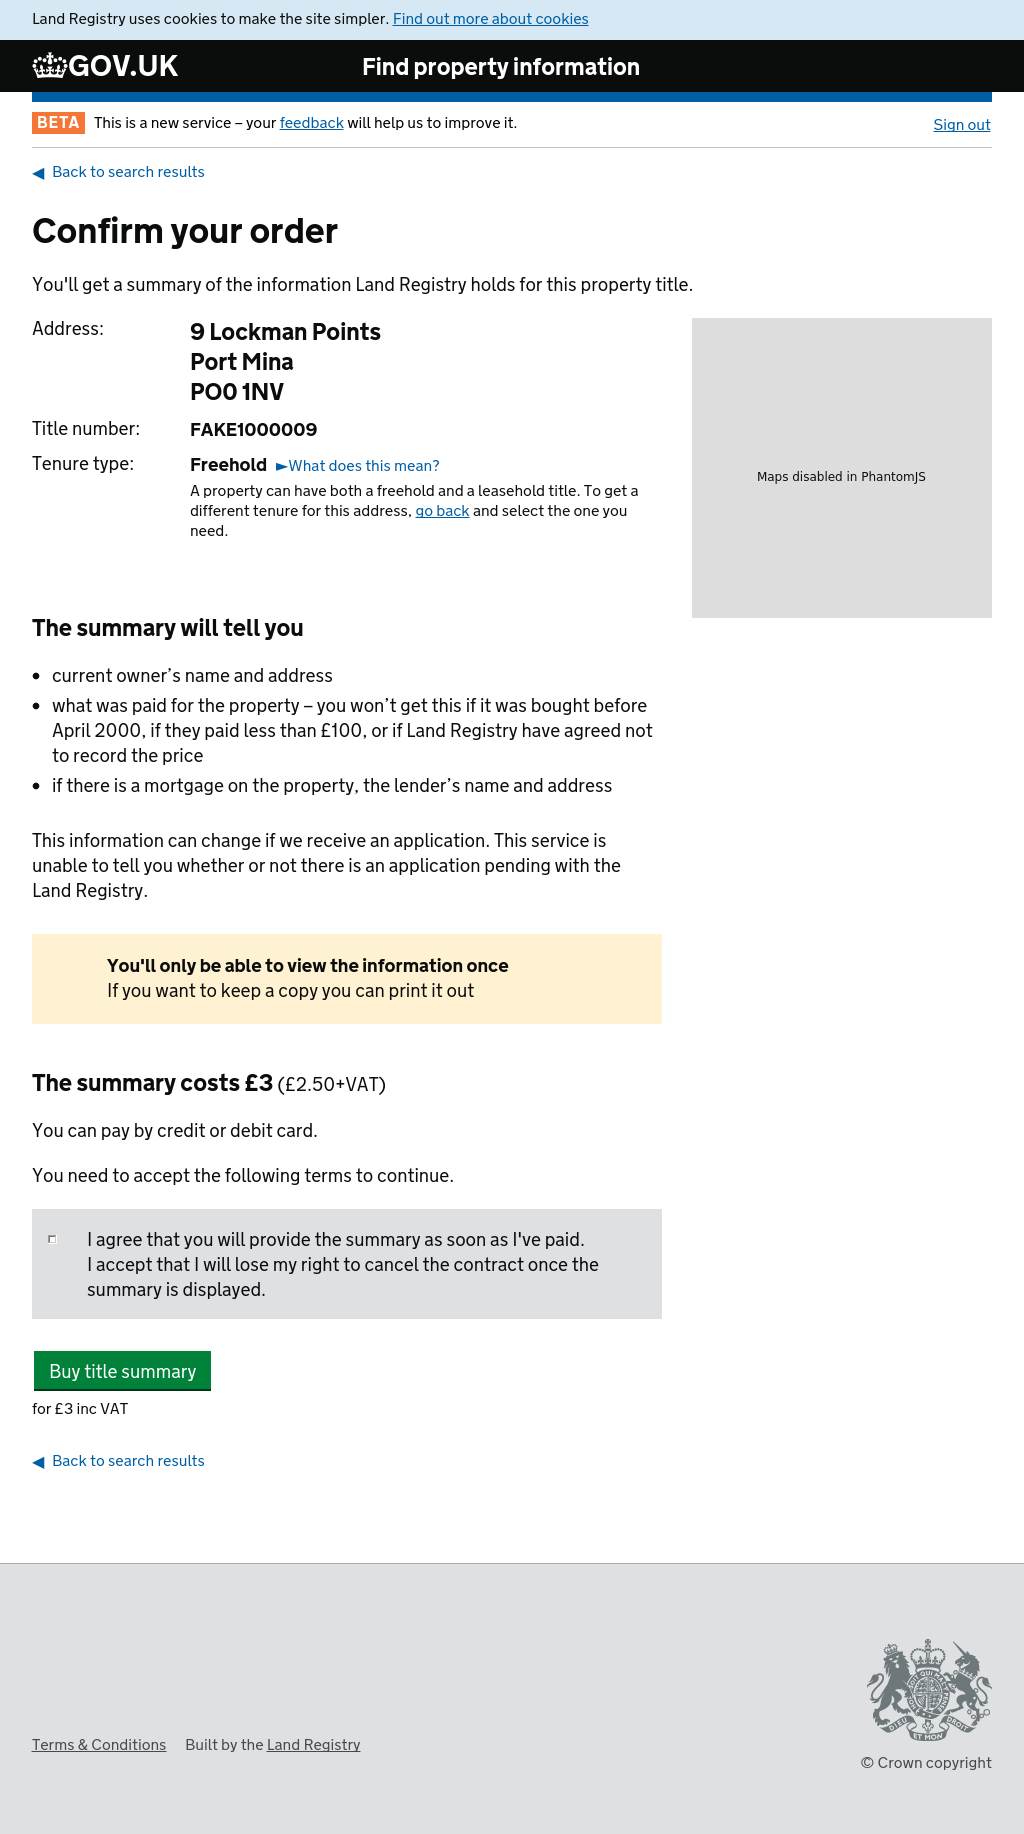 Land Registry uses cookies to make the site simpler. Find out more about cookies
GOV.UK
Find property information
BETA This is a new service – your feedback will help us to improve it.
Sign out
◀ Back to search results
Confirm your order
You'll get a summary of the information Land Registry holds for this property title.
Address:
9 Lockman Points
Port Mina
PO0 1NV
Title number:
FAKE1000009
Tenure type:
Freehold ►What does this mean?
A property can have both a freehold and a leasehold title. To get a
different tenure for this address, go back and select the one you
need.
Maps disabled in PhantomJS
The summary will tell you
• current owner’s name and address
• what was paid for the property – you won’t get this if it was bought before
April 2000, if they paid less than £100, or if Land Registry have agreed not
to record the price
• if there is a mortgage on the property, the lender’s name and address
This information can change if we receive an application. This service is
unable to tell you whether or not there is an application pending with the
Land Registry.
You'll only be able to view the information once
If you want to keep a copy you can print it out
The summary costs £3 (£2.50+VAT)
You can pay by credit or debit card.
You need to accept the following terms to continue.
I agree that you will provide the summary as soon as I've paid.
I accept that I will lose my right to cancel the contract once the
summary is displayed.
Buy title summary
for £3 inc VAT
◀ Back to search results
Terms & Conditions
Built by the Land Registry
DIEU ET MON DROIT
© Crown copyright